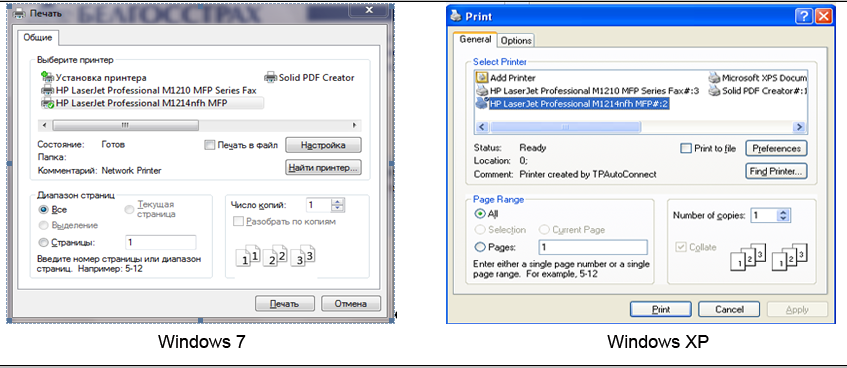 БЕЛГОССТРАХ
Печать
Общие
Выберите принтер
Установка принтера
Solid PDF Creator
HP LaserJet Professional M1210 MFP Series Fax
HP LaserJet Professional M1214nfh MFP
Состояние: Готов
Печать в файл
Настройка
Папка:
Комментарий: Network Printer
Найти принтер...
Диапазон страниц
Все
Текущая страница
Выделение
Страницы: 1
Введите номер страницы или диапазон
страниц. Например: 5-12
Число копий: 1
Разобрать по копиям
1 1 2 2 3 3
Печать
Отмена
Windows 7
Print
General
Options
Select Printer
Add Printer
Microsoft XPS Docum
HP LaserJet Professional M1210 MFP Series Fax#:3
Solid PDF Creator#:1
HP LaserJet Professional M1214nfh MFP#:2
Status: Ready
Print to file
Preferences
Location: 0;
Comment: Printer created by TPAutoConnect
Find Printer...
Page Range
All
Selection
Current Page
Pages: 1
Enter either a single page number or a single
page range. For example, 5-12
Number of copies: 1
Collate
1 2 3 1 2 3
Print
Cancel
Apply
Windows XP